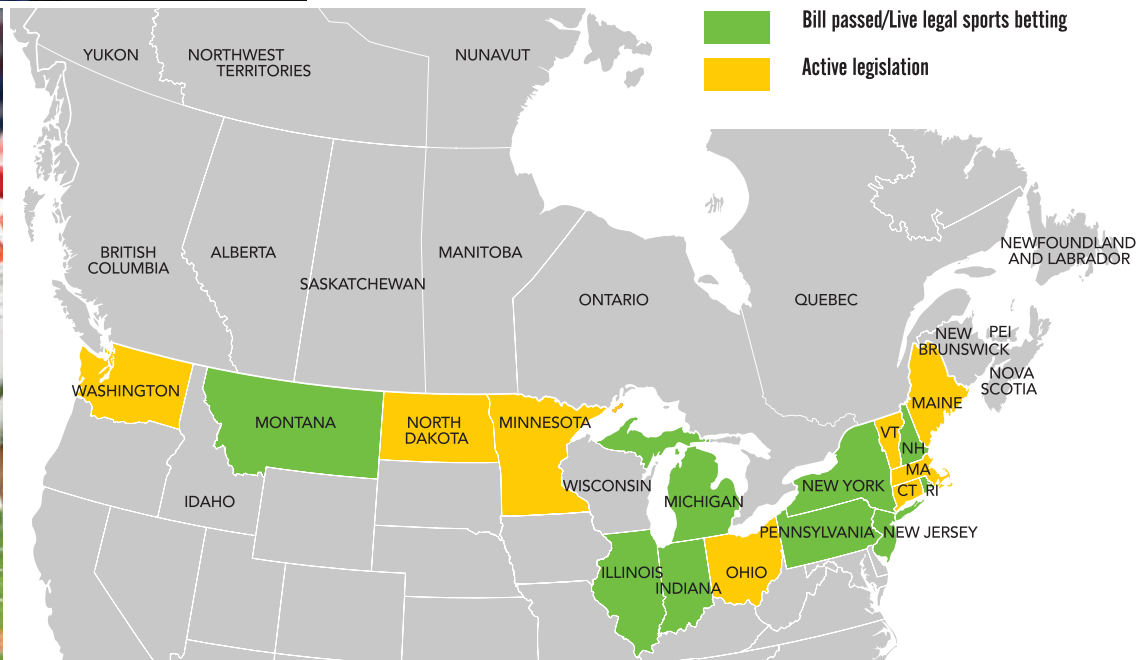 Bill passed/Live legal sports betting
Active legislation
YUKON
NORTHWEST
TERRITORIES
NUNAVUT
BRITISH
COLUMBIA
ALBERTA
SASKATCHEWAN
MANITOBA
ONTARIO
QUEBEC
NEWFOUNDLAND
AND LABRADOR
NEW
BRUNSWICK
PEI
NOVA
SCOTIA
WASHINGTON
MONTANA
NORTH
DAKOTA
MINNESOTA
MAINE
VT
NH
MA
CT
RI
IDAHO
WISCONSIN
MICHIGAN
NEW YORK
PENNSYLVANIA
NEW JERSEY
ILLINOIS
INDIANA
OHIO